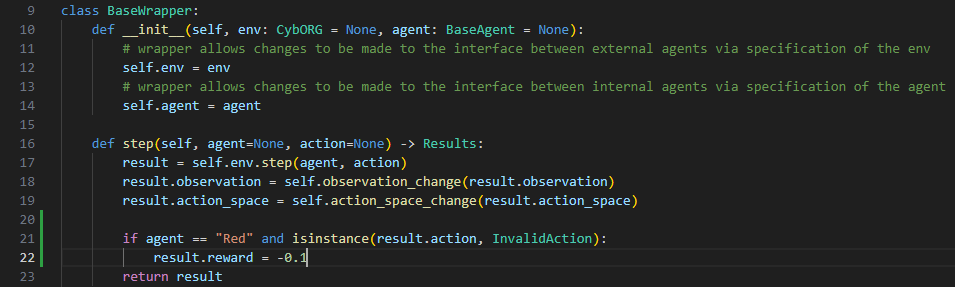 9 class BaseWrapper:
10     def __init__(self, env: CybORG = None, agent: BaseAgent = None):
11         # wrapper allows changes to be made to the interface between external agents via specification of the env
12         self.env = env
13         # wrapper allows changes to be made to the interface between internal agents via specification of the agent
14         self.agent = agent
15
16     def step(self, agent=None, action=None) -> Results:
17         result = self.env.step(agent, action)
18         result.observation = self.observation_change(result.observation)
19         result.action_space = self.action_space_change(result.action_space)
20
21         if agent == "Red" and isinstance(result.action, InvalidAction):
22             result.reward = -0.1
23         return result